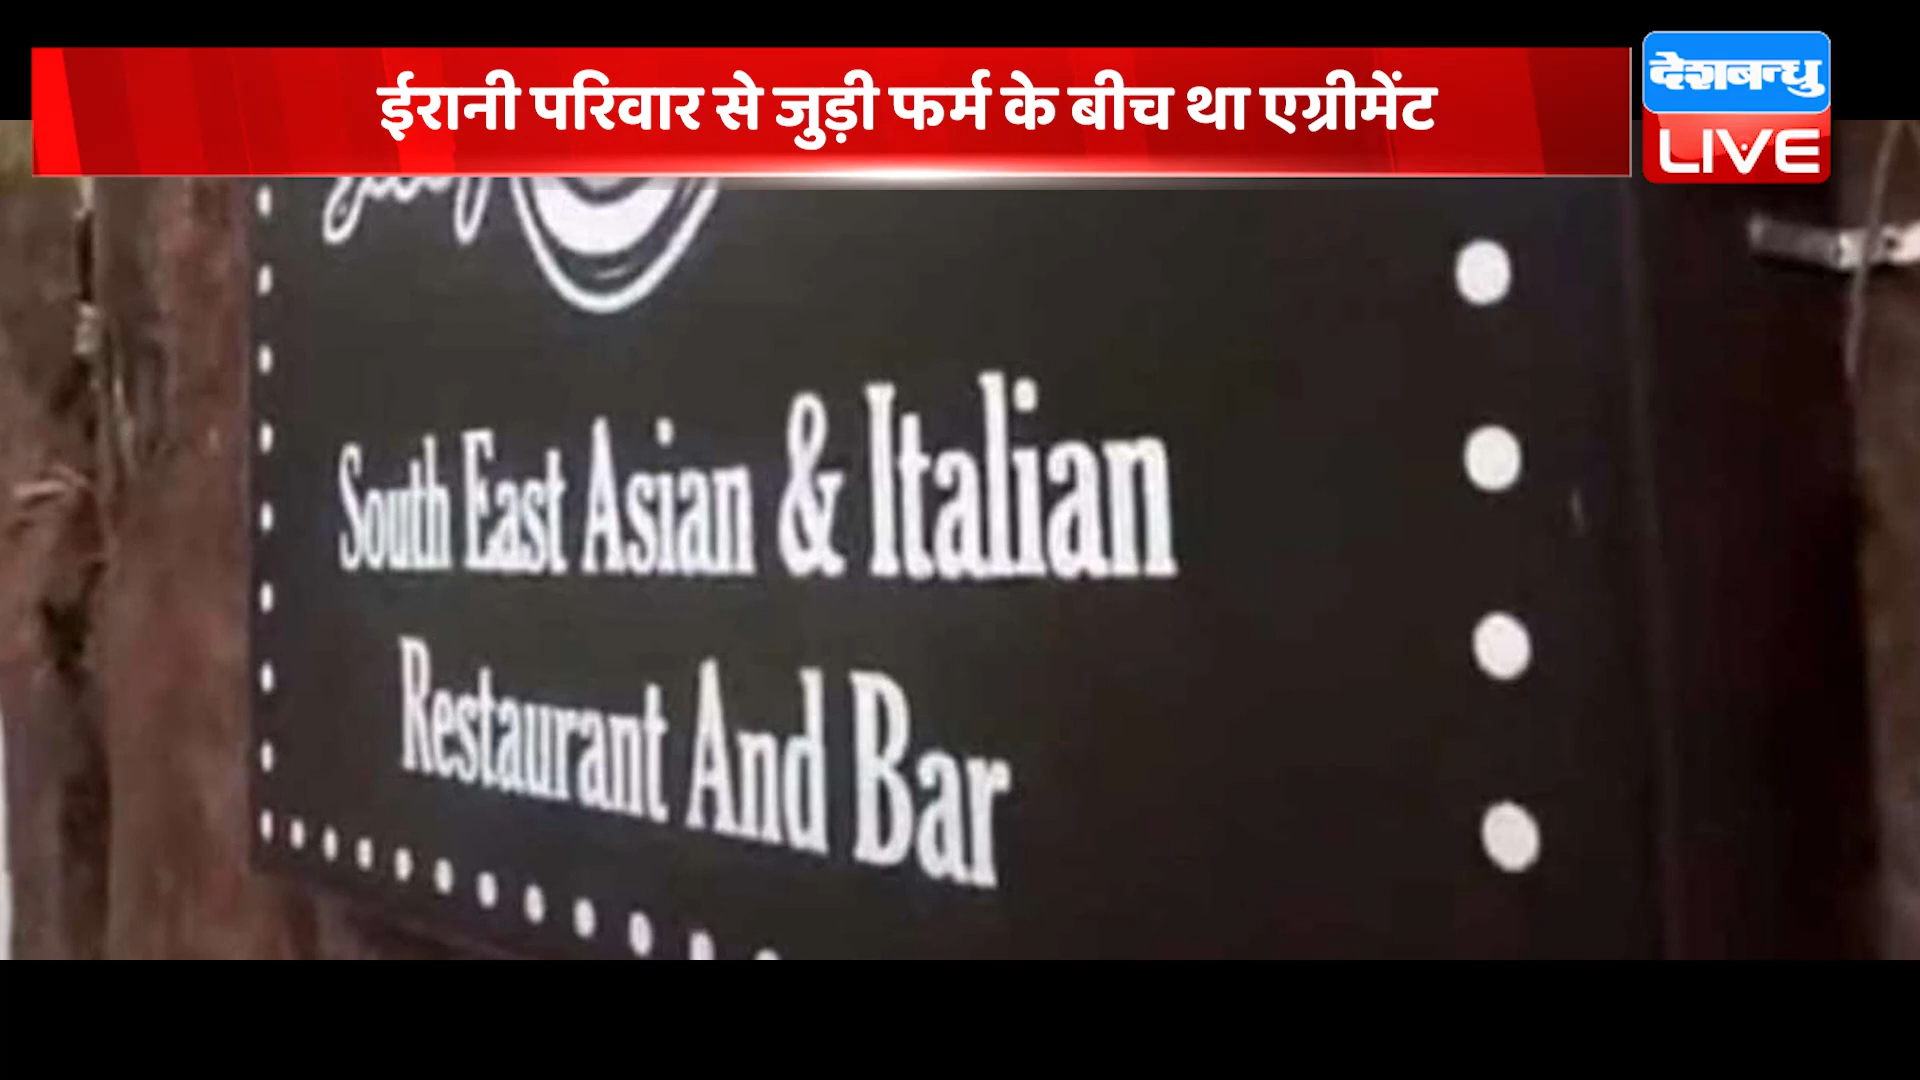 ईरानी परिवार से जुड़ी फर्म के बीच था एग्रीमेंट
देशबन्धु
LIVE
South East Asian & Italian
Restaurant And Bar